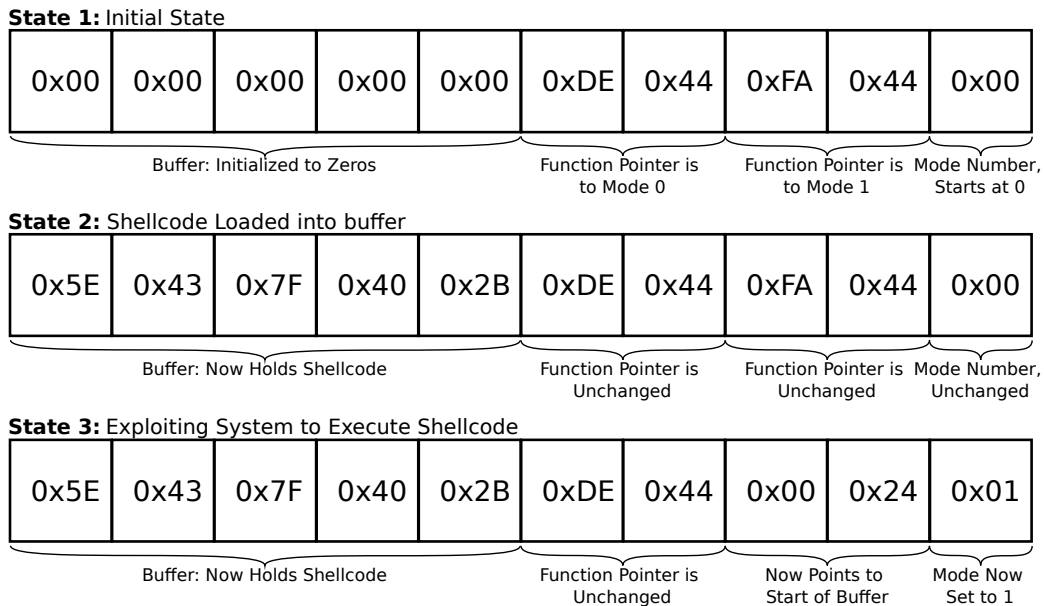 State 1: Initial State
0x00 0x00 0x00 0x00 0x00 0xDE 0x44 0xFA 0x44 0x00
Buffer: Initialized to Zeros Function Pointer is Function Pointer is Mode Number,
to Mode 0 to Mode 1 Starts at 0
State 2: Shellcode Loaded into buffer
0x5E 0x43 0x7F 0x40 0x2B 0xDE 0x44 0xFA 0x44 0x00
Buffer: Now Holds Shellcode Function Pointer is Function Pointer is Mode Number,
Unchanged Unchanged Unchanged
State 3: Exploiting System to Execute Shellcode
0x5E 0x43 0x7F 0x40 0x2B 0xDE 0x44 0x00 0x24 0x01
Buffer: Now Holds Shellcode Function Pointer is Now Points to Mode Now
Unchanged Start of Buffer Set to 1